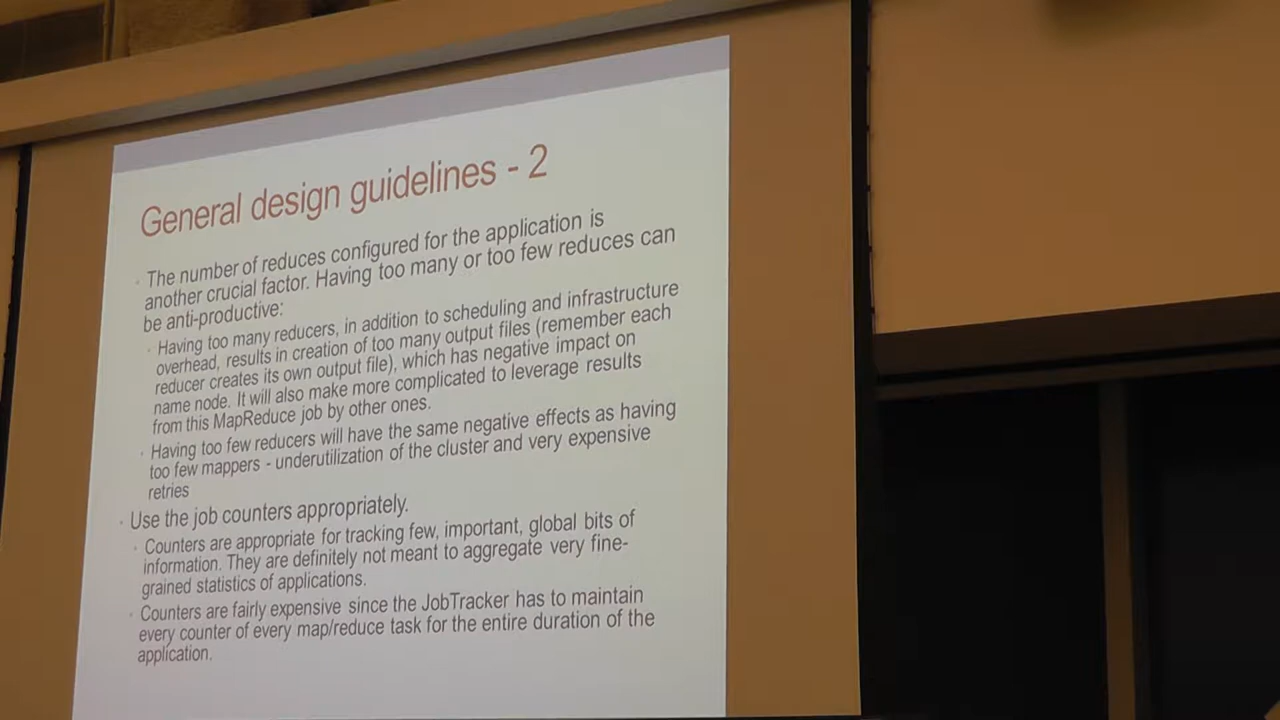 General design guidelines - 2
The number of reduces configured for the application is
another crucial factor. Having too many or too few reduces can
be anti-productive:
Having too many reducers, in addition to scheduling and infrastructure
overhead, results in creation of too many output files (remember each
reducer creates its own output file), which has negative impact on
name node. It will also make more complicated to leverage results
from this MapReduce job by other ones.
Having too few reducers will have the same negative effects as having
too few mappers - underutilization of the cluster and very expensive
retries
Use the job counters appropriately.
Counters are appropriate for tracking few, important, global bits of
information. They are definitely not meant to aggregate very fine-
grained statistics of applications.
Counters are fairly expensive since the JobTracker has to maintain
every counter of every map/reduce task for the entire duration of the
application.